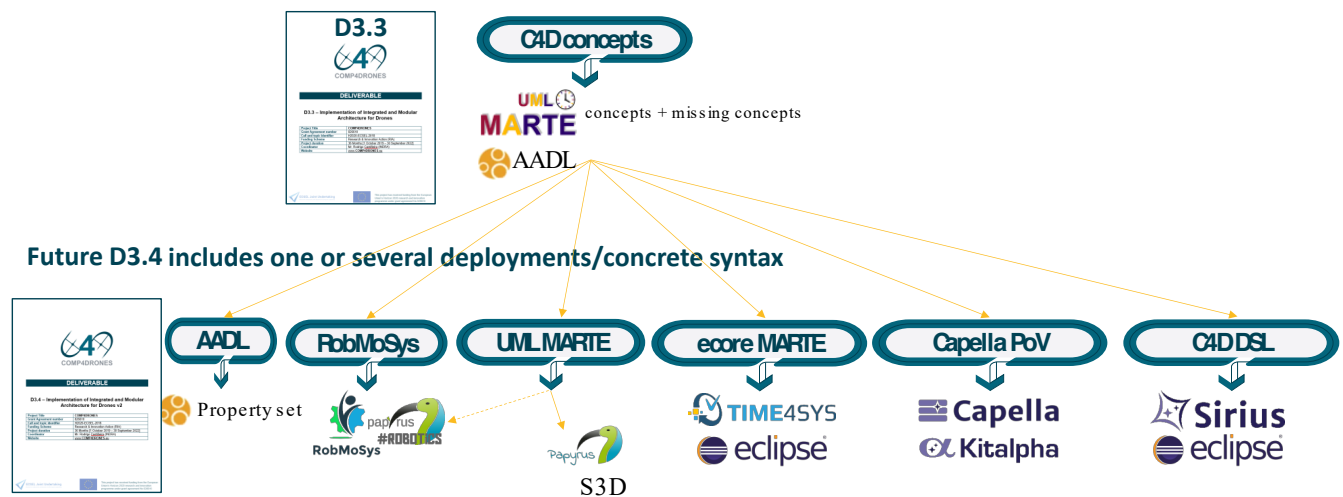 D3.3
COMP4DRONES
DELIVERABLE
D3.3 – Implementation of Integrated and Modular
Architecture for Drones
C4D concepts
UML
MARTE
concepts + missing concepts
AADL
Future D3.4 includes one or several deployments/concrete syntax
COMP4DRONES
DELIVERABLE
D3.4 – Implementation of Integrated and Modular
Architecture for Drones v2
AADL
RobMoSys
UML MARTE
ecore MARTE
Capella PoV
C4D DSL
Property set
RobMoSys
papyrus
#ROBOTICS
Papyrus
S3D
TIME4SYS
eclipse
Capella
Kitalpha
Sirius
eclipse